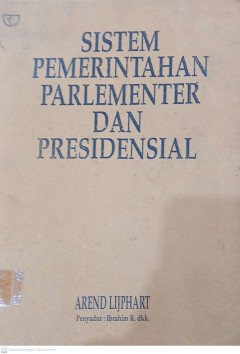 SISTEM
PEMERINTAHAN
PARLEMENTER
DAN
PRESIDENSIAL
AREND LIJPHART
Penyadur : Ibrahim R. dkk.